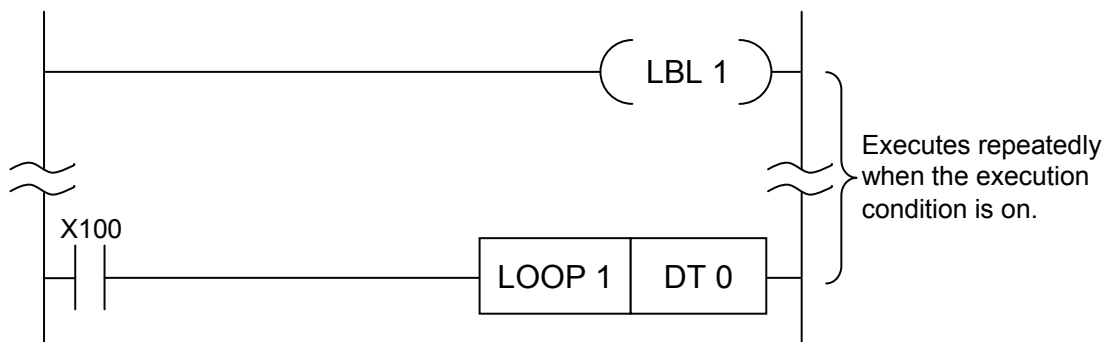 LBL 1
Executes repeatedly
when the execution
condition is on.
X100
LOOP 1 DT 0